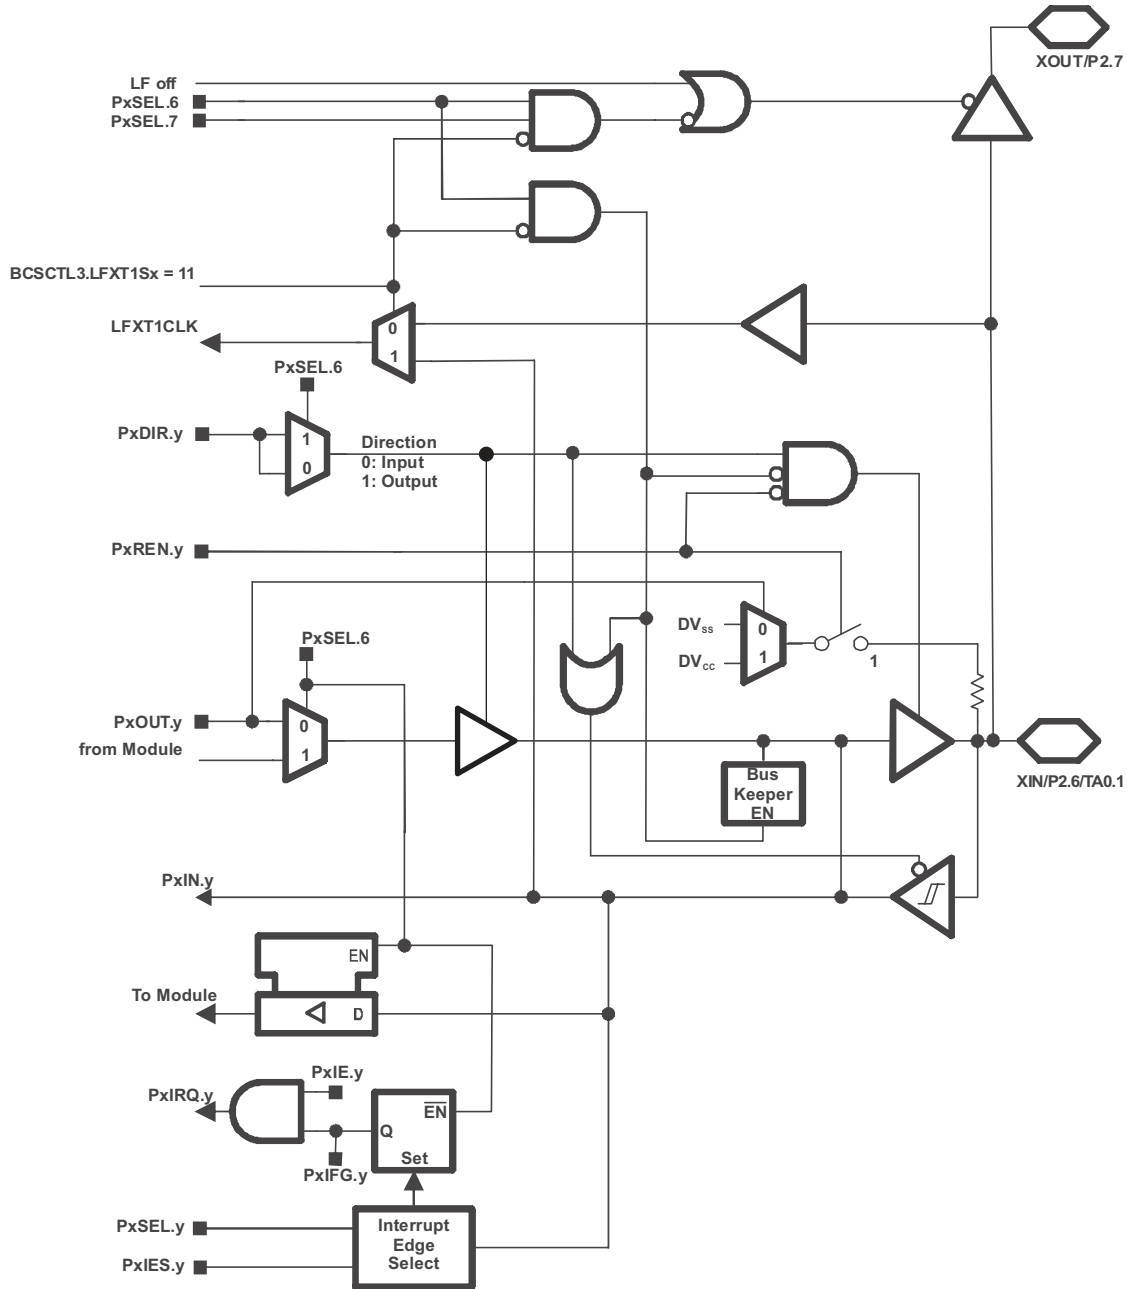 XOUT/P2.7
LF off
PxSEL.6
PxSEL.7
BCSCTL3.LFXT1Sx = 11
LFXT1CLK
0
1
PxSEL.6
PxDIR.y
1
0
Direction
0: Input
1: Output
PxREN.y
DVss
0
DVcc
1
1
PxSEL.6
PxOUT.y
0
from Module
1
Bus
Keeper
EN
XIN/P2.6/TA0.1
PxIN.y
EN
To Module
D
PxIE.y
PxIRQ.y
EN
Q
Set
PxIFG.y
PxSEL.y
PxIES.y
Interrupt
Edge
Select